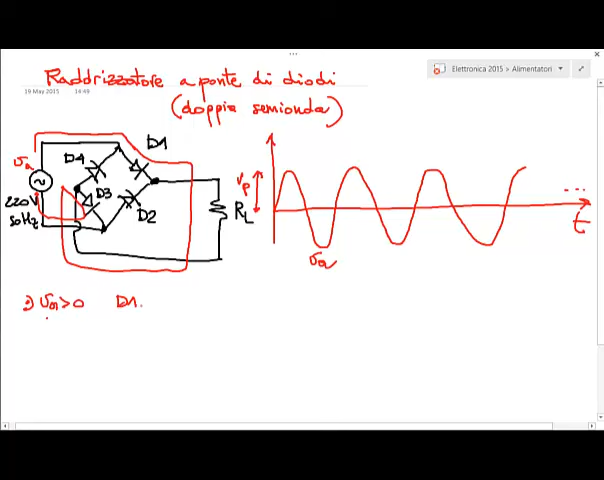 Elettronica 2015 > Alimentatori
Raddrizzatore a ponte di diodi
19 May 2015 14:49
(doppia semionda)
D1
D4
va
vp
D3
D2
220V
50Hz
RL
...
t
va
a) va>0 D1.